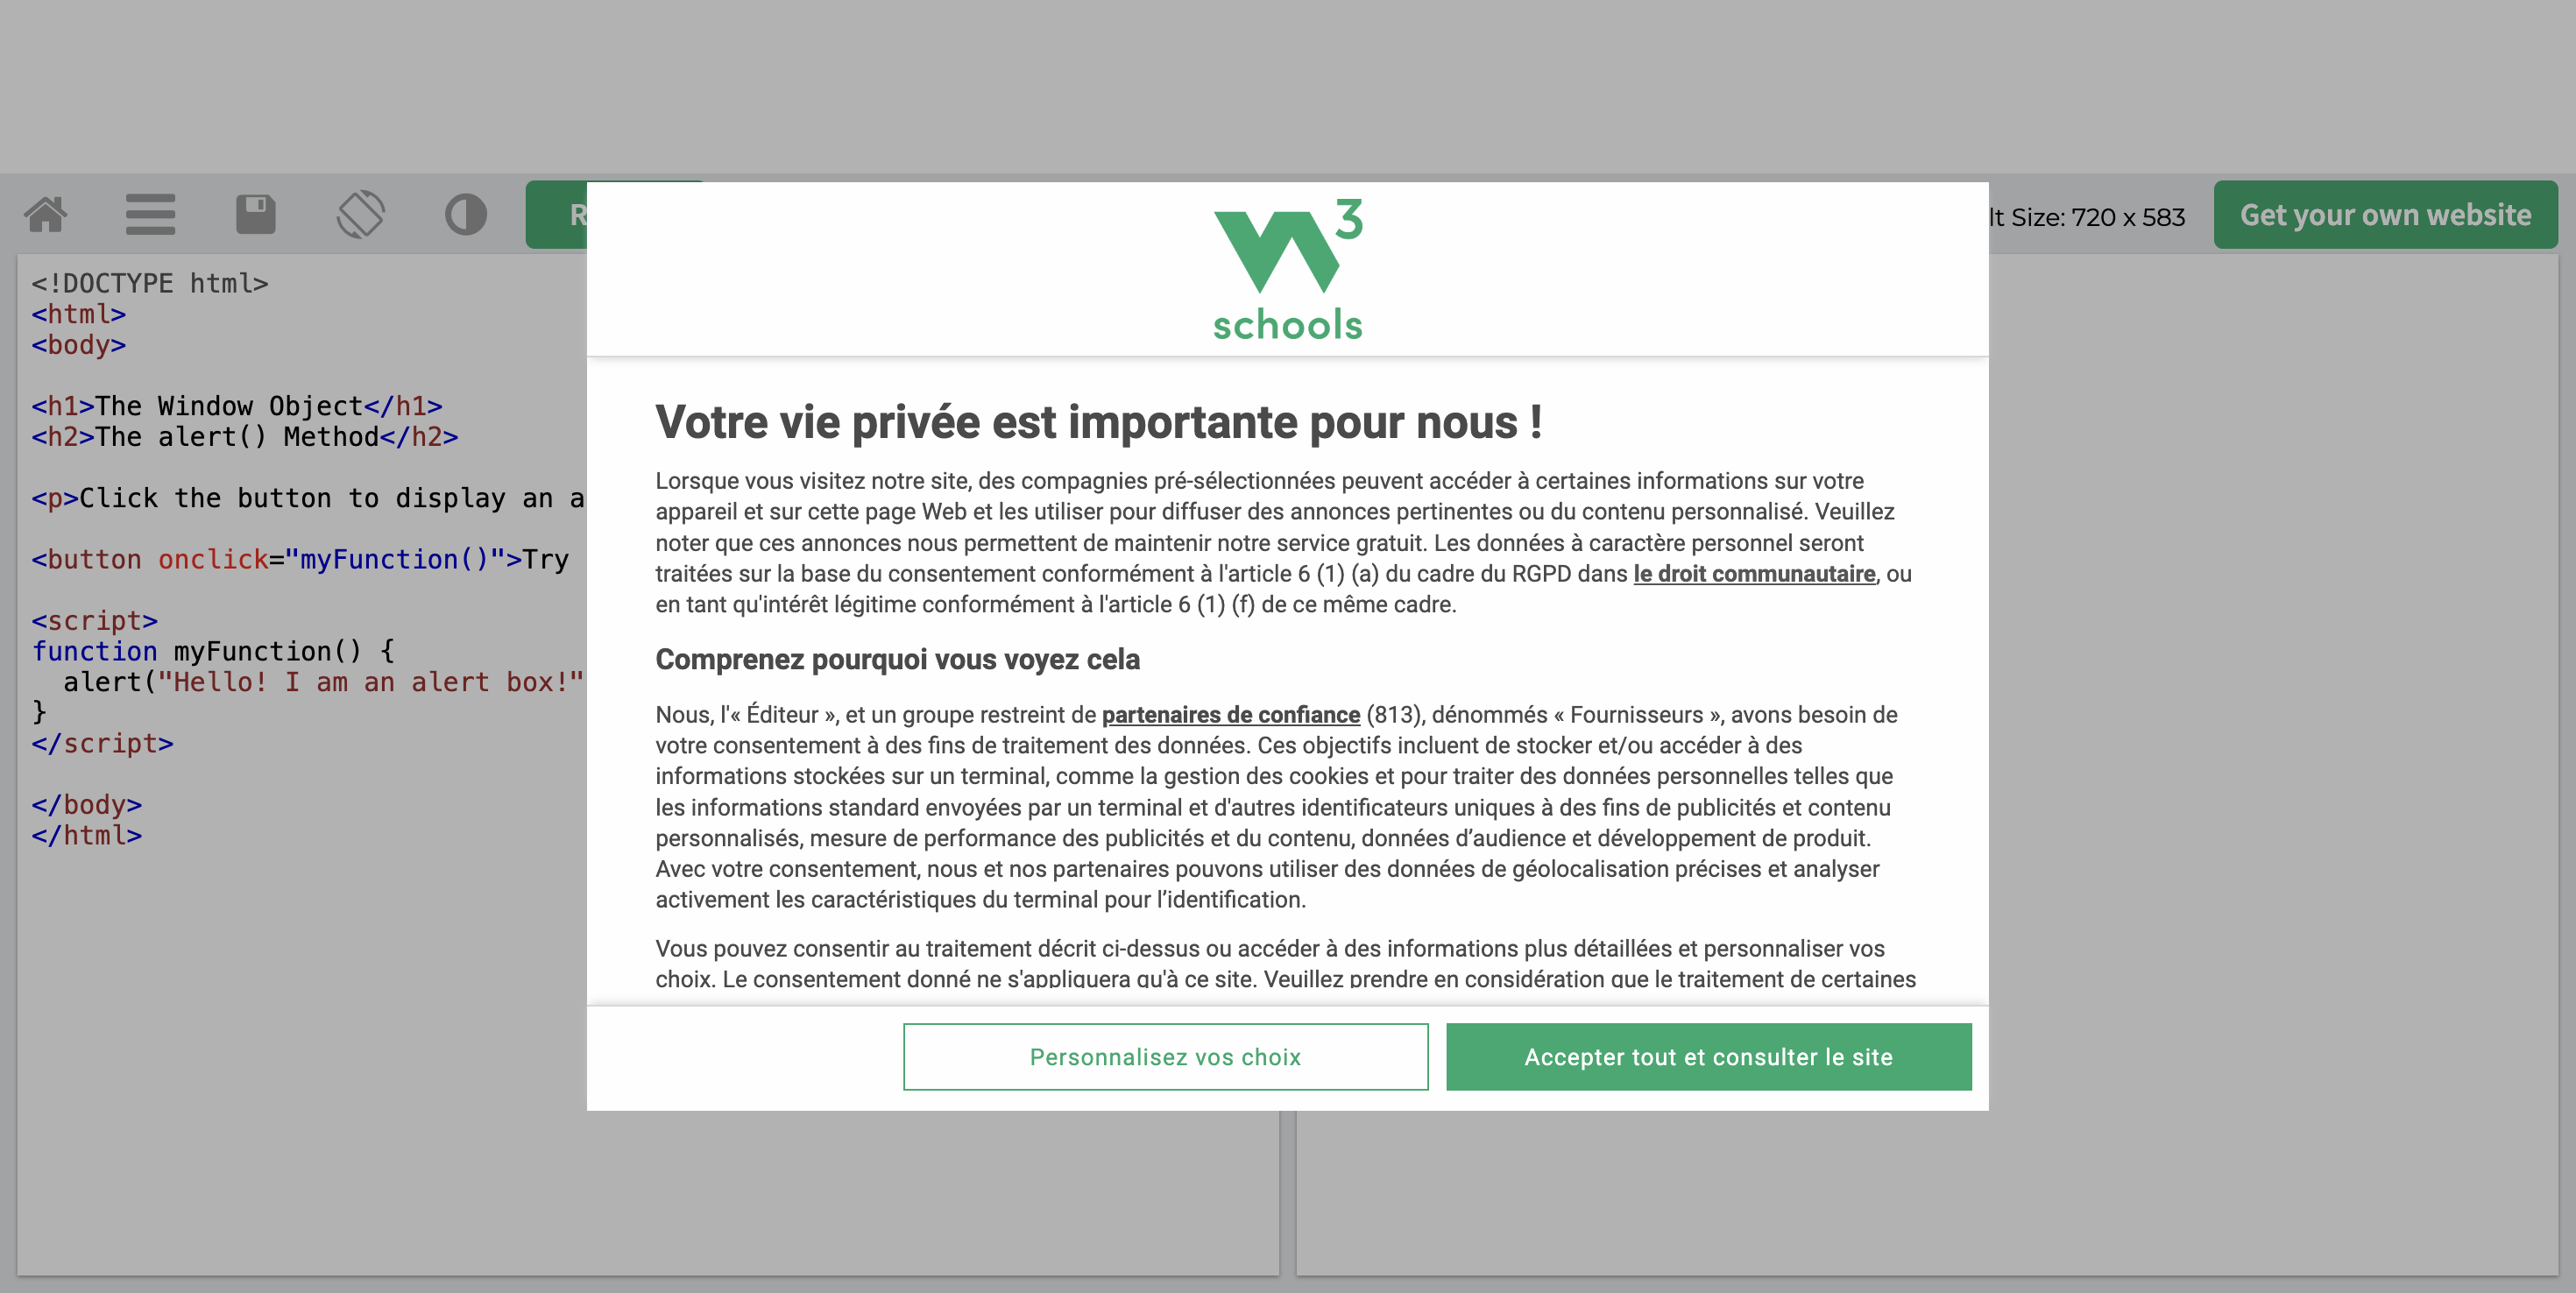 R
lt Size: 720 x 583
Get your own website
<!DOCTYPE html>
<html>
<body>
<h1>The Window Object</h1>
<h2>The alert() Method</h2>
<p>Click the button to display an a
<button onclick="myFunction()">Try
<script>
function myFunction() {
alert("Hello! I am an alert box!"
}
</script>
</body>
</html>
W3
schools
Votre vie privée est importante pour nous !
Lorsque vous visitez notre site, des compagnies pré-sélectionnées peuvent accéder à certaines informations sur votre
appareil et sur cette page Web et les utiliser pour diffuser des annonces pertinentes ou du contenu personnalisé. Veuillez
noter que ces annonces nous permettent de maintenir notre service gratuit. Les données à caractère personnel seront
traitées sur la base du consentement conformément à l'article 6 (1) (a) du cadre du RGPD dans le droit communautaire, ou
en tant qu'intérêt légitime conformément à l'article 6 (1) (f) de ce même cadre.
Comprenez pourquoi vous voyez cela
Nous, l'« Éditeur », et un groupe restreint de partenaires de confiance (813), dénommés « Fournisseurs », avons besoin de
votre consentement à des fins de traitement des données. Ces objectifs incluent de stocker et/ou accéder à des
informations stockées sur un terminal, comme la gestion des cookies et pour traiter des données personnelles telles que
les informations standard envoyées par un terminal et d'autres identificateurs uniques à des fins de publicités et contenu
personnalisés, mesure de performance des publicités et du contenu, données d’audience et développement de produit.
Avec votre consentement, nous et nos partenaires pouvons utiliser des données de géolocalisation précises et analyser
activement les caractéristiques du terminal pour l’identification.
Vous pouvez consentir au traitement décrit ci-dessus ou accéder à des informations plus détaillées et personnaliser vos
choix. Le consentement donné ne s'appliquera qu'à ce site. Veuillez prendre en considération que le traitement de certaines
Personnalisez vos choix
Accepter tout et consulter le site